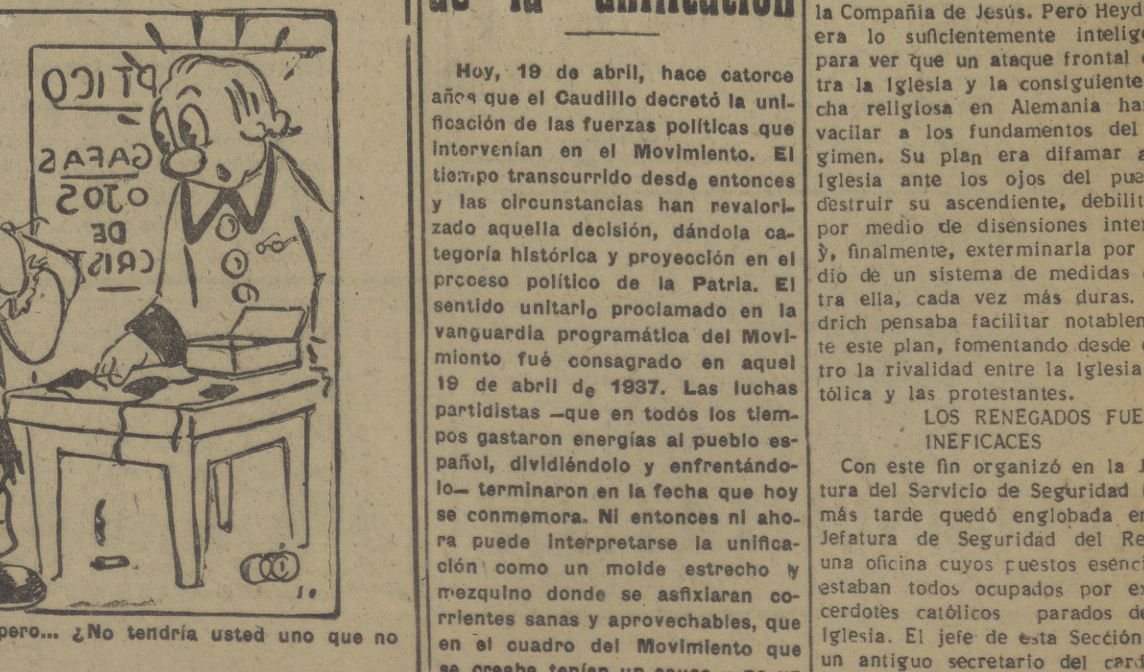 ÓPTICO
GAFAS
OJOS
DE
CRIST
pero... ¿No tendría usted uno que no
de la unificación
Hoy, 19 de abril, hace catorce
años que el Caudillo decretó la uni-
ficación de las fuerzas políticas que
intervenían en el Movimiento. El
tiempo transcurrido desde entonces
y las circunstancias han revalori-
zado aquella decisión, dándola ca-
tegoría histórica y proyección en el
proceso político de la Patria. El
sentido unitario proclamado en la
vanguardia programática del Movi-
miento fué consagrado en aquel
19 de abril de 1937. Las luchas
partidistas —que en todos los tiem-
pos gastaron energías al pueblo es-
pañol, dividiéndolo y enfrentándo-
lo— terminaron en la fecha que hoy
se conmemora. Ni entonces ni aho-
ra puede interpretarse la unifica-
ción como un molde estrecho y
mezquino donde se asfixiaran co-
rrientes sanas y aprovechables, que
en el cuadro del Movimiento que
la Compañia de Jesús. Pero Heyd
era lo suficientemente intelige
para ver que un ataque frontal
tra la Iglesia y la consiguiente
cha religiosa en Alemania ha
vacilar a los fundamentos del
gimen. Su plan era difamar a
Iglesia ante los ojos del pue
destruir su ascendiente, debilit
por medio de disensiones inte
y, finalmente, exterminarla por
dio de un sistema de medidas
tra ella, cada vez más duras.
drich pensaba facilitar notablen
te este plan, fomentando desde
tro la rivalidad entre la Iglesia
tólica y las protestantes.
LOS RENEGADOS FUE
INEFICACES
Con este fin organizó en la
tura del Servicio de Seguridad
más tarde quedó englobada en
Jefatura de Seguridad del Re
una oficina cuyos puestos esenci
estaban todos ocupados por ex
cerdotes católicos parados de
Iglesia. El jefe de esta Sección
un antiguo secretario del card